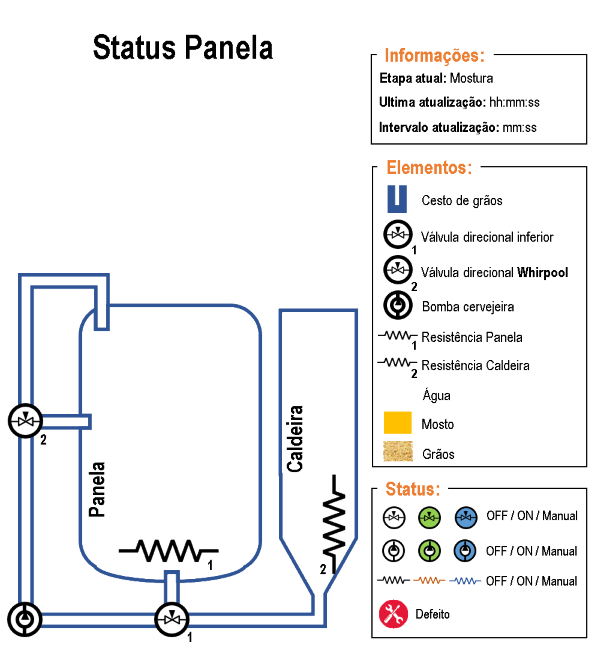 Status Panela
Informações:
Etapa atual: Mostura
Ultima atualização: hh:mm:ss
Intervalo atualização: mm:ss
Elementos:
Cesto de grãos
1 Válvula direcional inferior
2 Válvula direcional Whirpool
Bomba cervejeira
1 Resistência Panela
2 Resistência Caldeira
Água
Mosto
Grãos
Status:
OFF / ON / Manual
OFF / ON / Manual
OFF / ON / Manual
Defeito
Panela
Caldeira
2
1
2
1